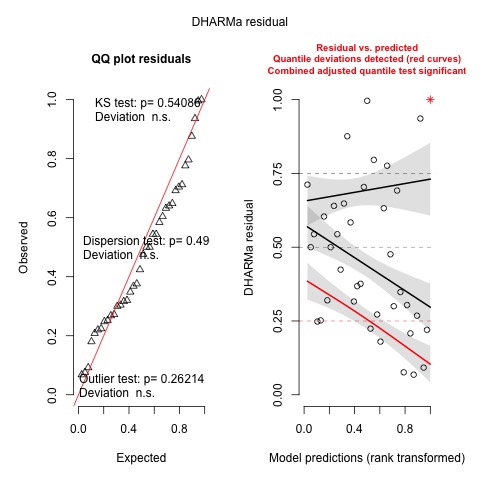 DHARMa residual
QQ plot residuals
KS test: p= 0.54086
Deviation n.s.
Dispersion test: p= 0.49
Deviation n.s.
Outlier test: p= 0.26214
Deviation n.s.
Observed
0.0
0.2
0.4
0.6
0.8
1.0
0.0
0.4
0.8
Expected
Residual vs. predicted
Quantile deviations detected (red curves)
Combined adjusted quantile test significant
DHARMa residual
0.00
0.25
0.50
0.75
1.00
0.0
0.4
0.8
Model predictions (rank transformed)